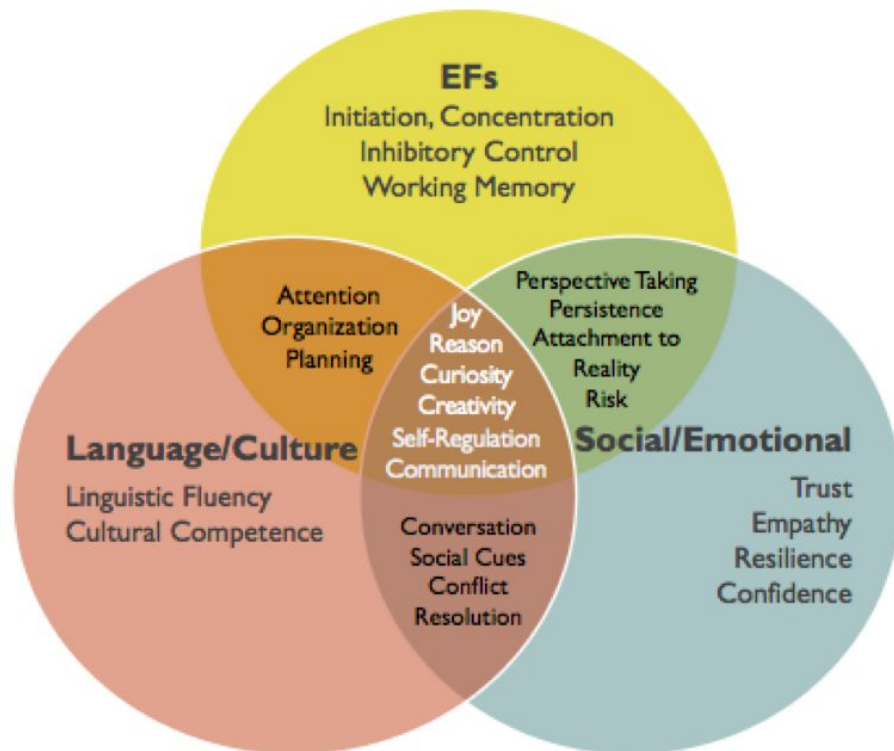 EFs
Initiation, Concentration
Inhibitory Control
Working Memory
Attention
Organization
Planning
Joy
Reason
Curiosity
Creativity
Self-Regulation
Communication
Perspective Taking
Persistence
Attachment to
Reality
Risk
Language/Culture
Linguistic Fluency
Cultural Competence
Social/Emotional
Trust
Empathy
Resilience
Confidence
Conversation
Social Cues
Conflict
Resolution